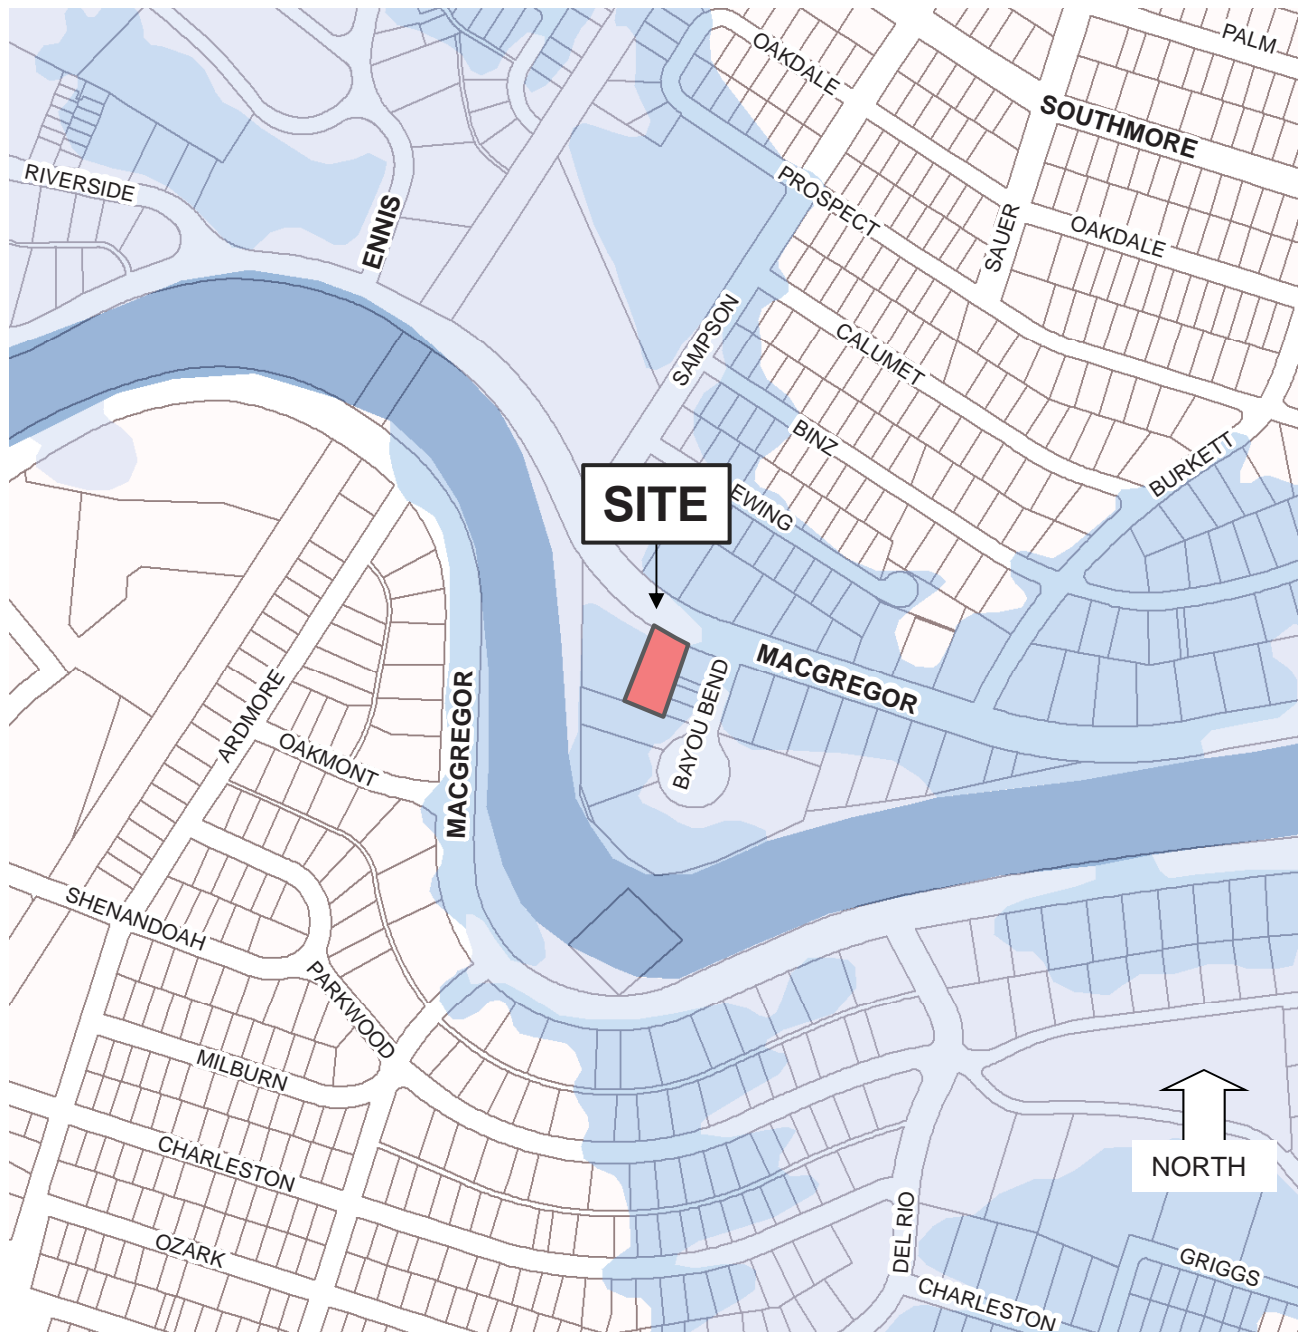 PALM
OAKDALE
SOUTHMORE
RIVERSIDE
PROSPECT
ENNIS
SAUER
OAKDALE
SAMPSON
CALUMET
BINZ
BURKETT
SITE
EWING
MACGREGOR
BAYOU BEND
MACGREGOR
ARDMORE
OAKMONT
SHENANDOAH
PARKWOOD
MILBURN
CHARLESTON
NORTH
OZARK
DEL RIO
GRIGGS
CHARLESTON